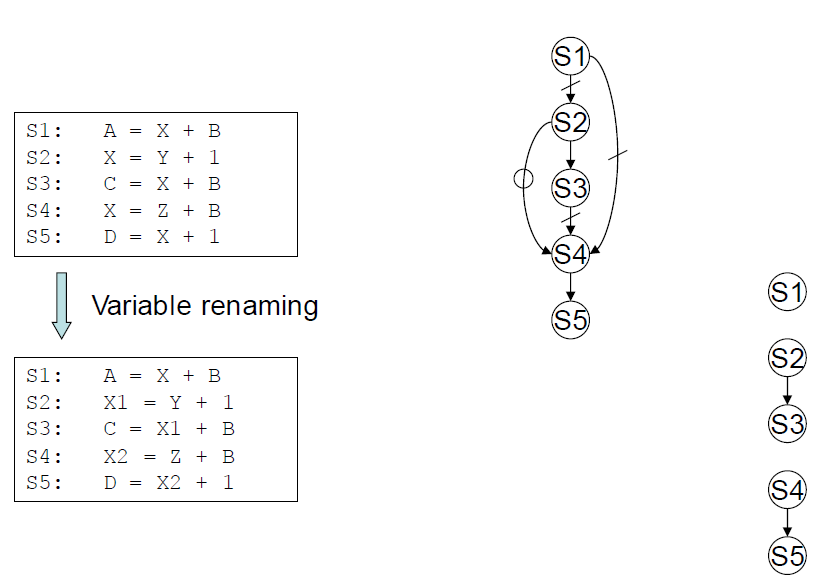 S1: A = X + B
S2: X = Y + 1
S3: C = X + B
S4: X = Z + B
S5: D = X + 1
Variable renaming
S1: A = X + B
S2: X1 = Y + 1
S3: C = X1 + B
S4: X2 = Z + B
S5: D = X2 + 1
S1
S2
S3
S4
S5
S1
S2
S3
S4
S5